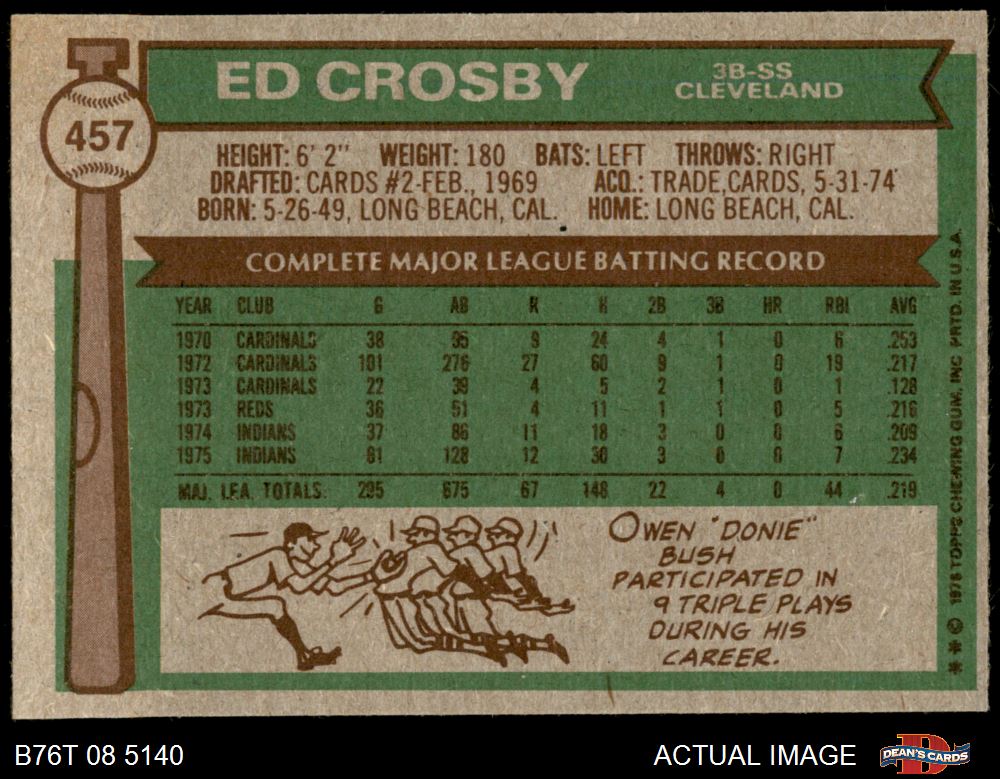 457
ED CROSBY
3B-SS
CLEVELAND
HEIGHT: 6' 2" WEIGHT: 180 BATS: LEFT THROWS: RIGHT
DRAFTED: CARDS #2-FEB., 1969 ACQ.: TRADE, CARDS, 5-31-74
BORN: 5-26-49, LONG BEACH, CAL. HOME: LONG BEACH, CAL.
COMPLETE MAJOR LEAGUE BATTING RECORD
YEAR CLUB G AB R H 2B 3B HR RBI AVG
1970 CARDINALS 38 95 9 24 4 1 0 6 .253
1972 CARDINALS 101 276 27 60 9 1 0 19 .217
1973 CARDINALS 22 39 4 5 2 1 0 1 .128
1973 REDS 36 51 4 11 1 1 0 5 .216
1974 INDIANS 37 86 11 18 3 0 0 6 .209
1975 INDIANS 61 128 12 30 3 0 0 7 .234
MAJ. LEA. TOTALS: 295 675 67 148 22 4 0 44 .219
OWEN "DONIE"
BUSH
PARTICIPATED IN
9 TRIPLE PLAYS
DURING HIS
CAREER.
* * © 1976 TOPPS CHEWING GUM, INC. PRTD. IN U.S.A.
B76T 08 5140
ACTUAL IMAGE
DEAN'S CARDS